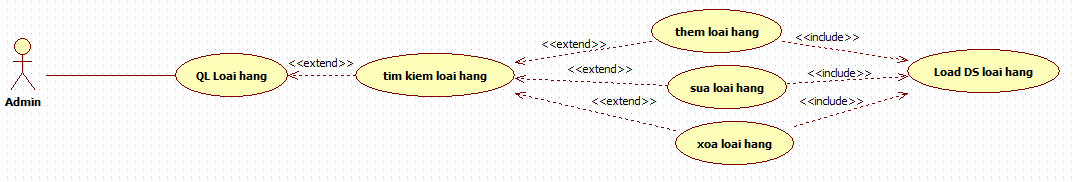 Admin
QL Loai hang
<<extend>>
tim kiem loai hang
<<extend>>
<<extend>>
<<extend>>
them loai hang
sua loai hang
xoa loai hang
<<include>>
<<include>>
<<include>>
Load DS loai hang